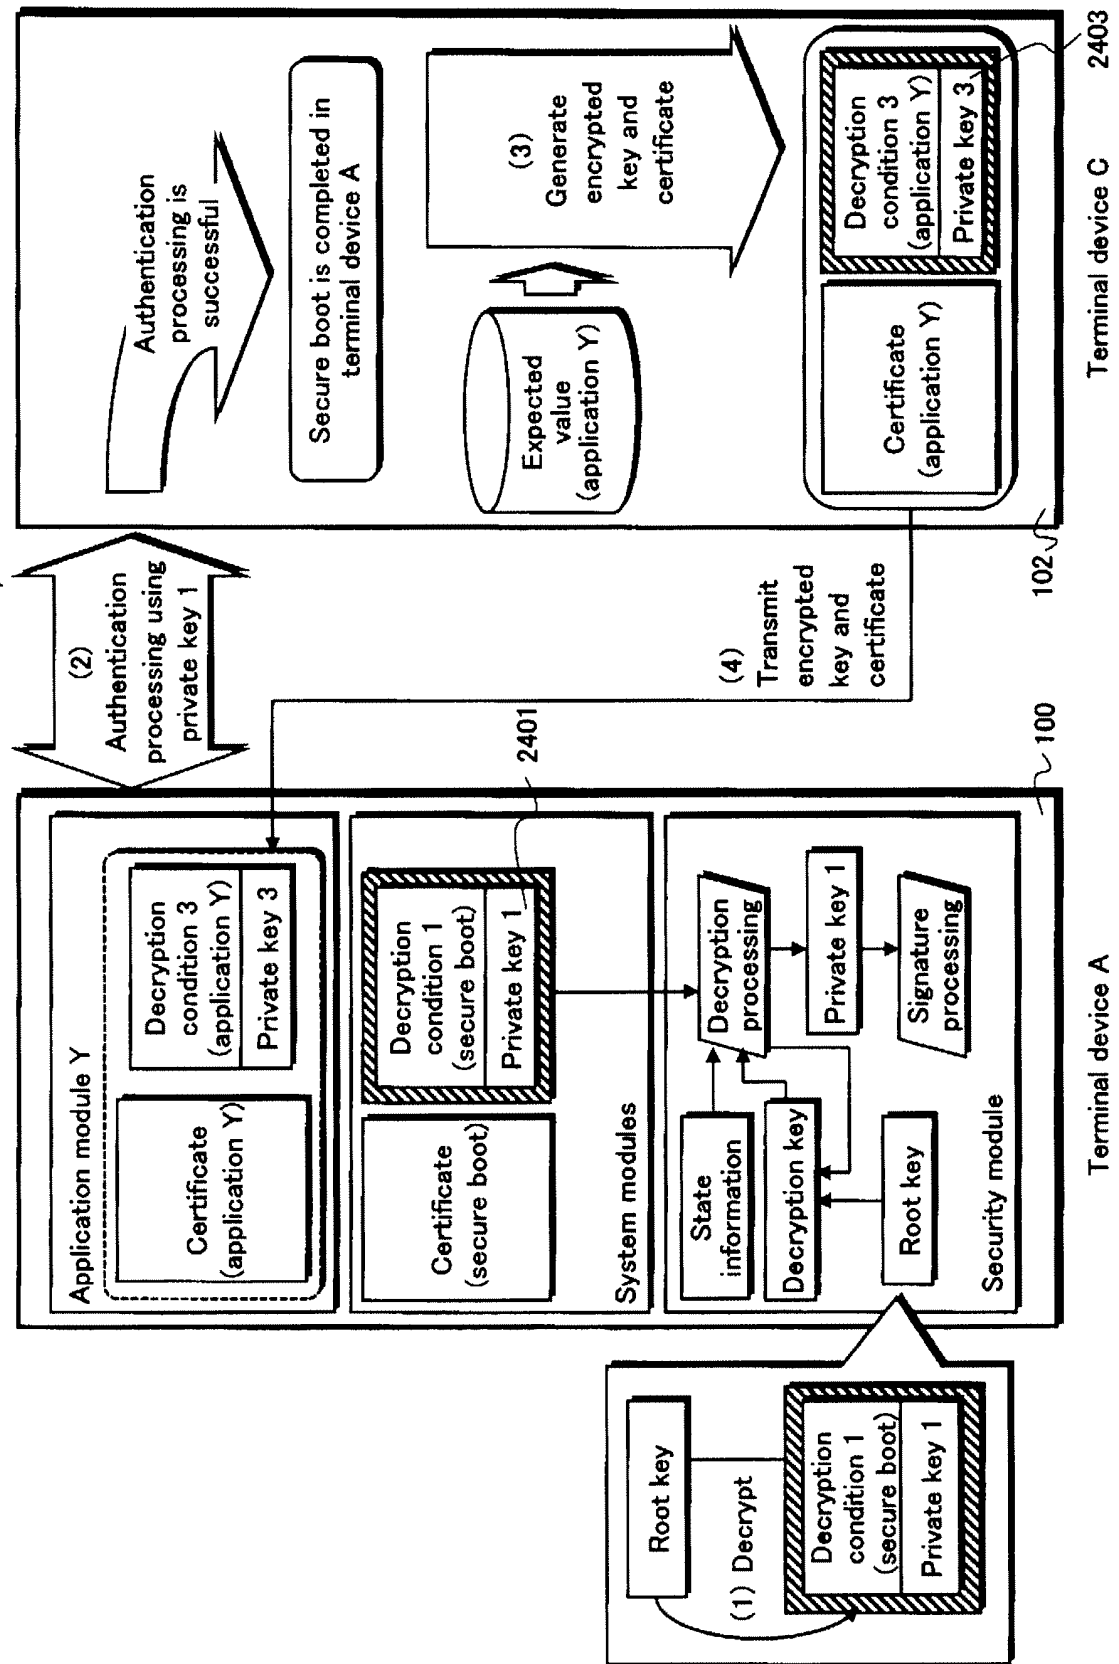 (1) Decrypt
Root key
Decryption
condition 1
(secure boot)
Private key 1
Application module Y
Certificate
(application Y)
Decryption
condition 3
(application Y)
Private key 3
Certificate
(secure boot)
Decryption
condition 1
(secure boot)
Private key 1
2401
System modules
State
information
Decryption key
Root key
Decryption
processing
Private key 1
Signature
processing
Security module
100
Terminal device A
(2)
Authentication
processing using
private key 1
(4)
Transmit
encrypted
key and
certificate
Authentication
processing is
successful
Secure boot is completed in
terminal device A
Expected
value
(application Y)
(3)
Generate
encrypted
key and
certificate
Certificate
(application Y)
Decryption
condition 3
(application Y)
Private key 3
102
2403
Terminal device C